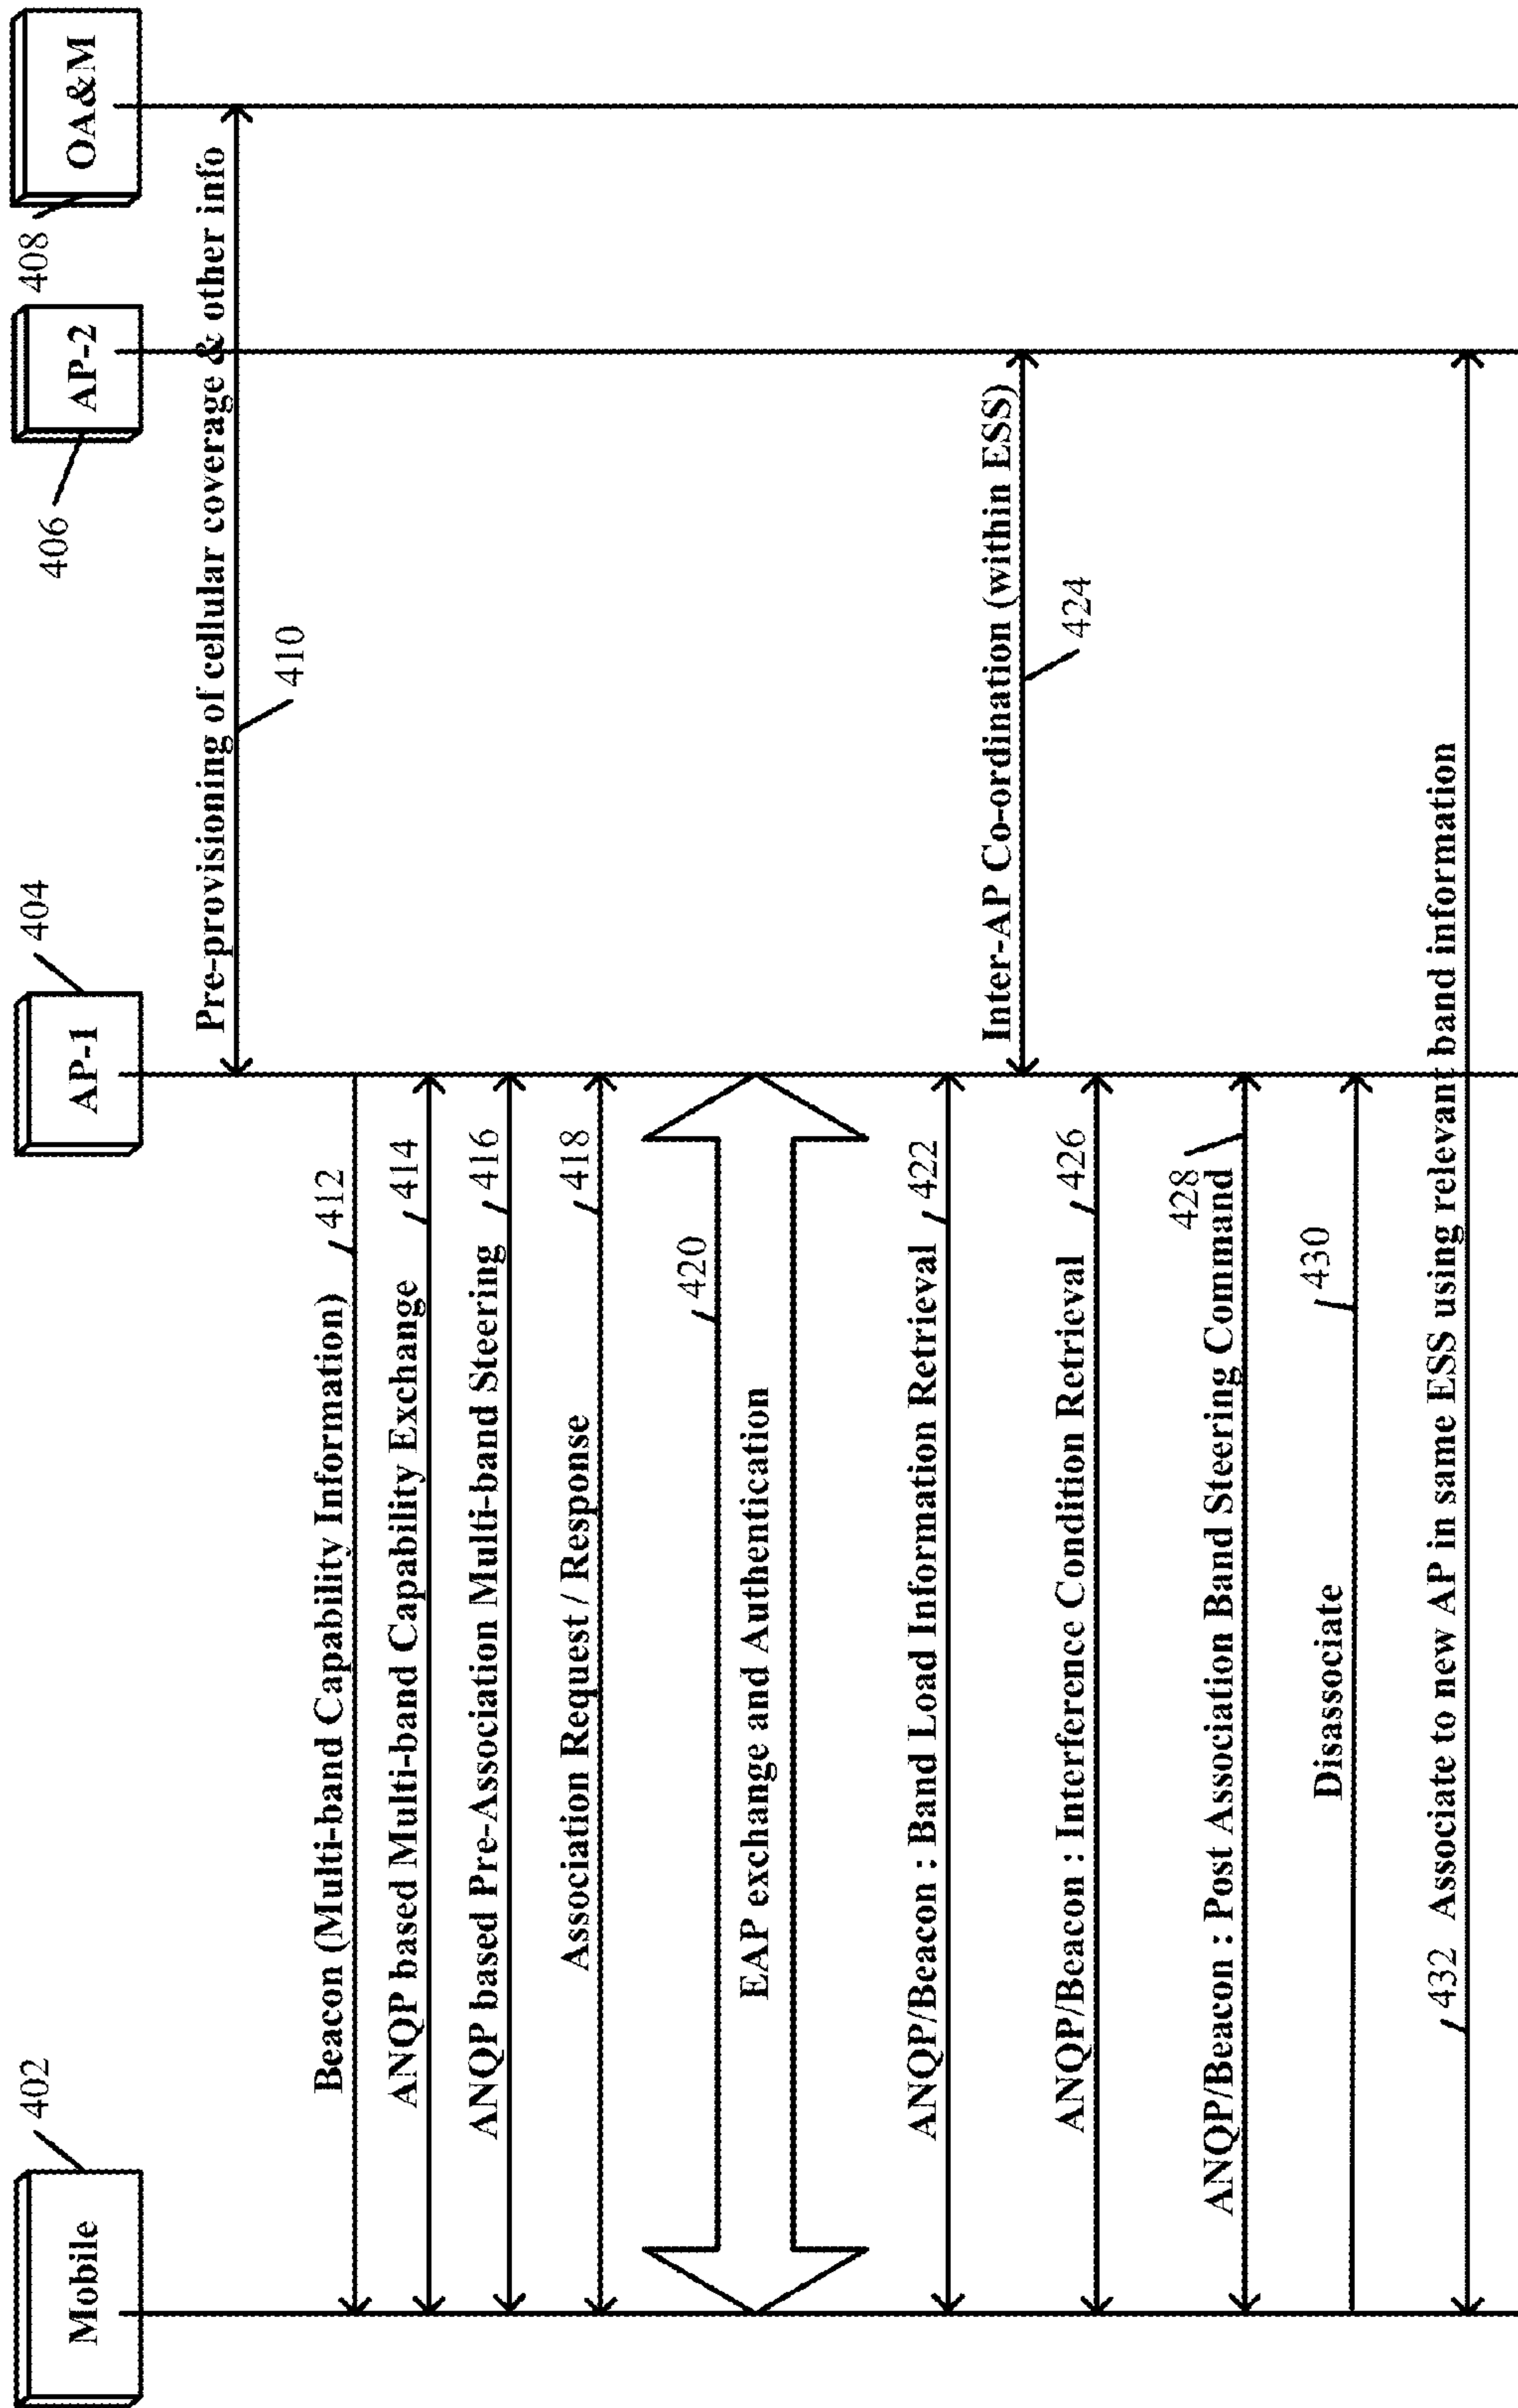 Mobile
402
AP-1
404
AP-2
406
OA&M
408
Pre-provisioning of cellular coverage & other info
410
Beacon (Multi-band Capability Information)
412
ANQP based Multi-band Capability Exchange
414
ANQP based Pre-Association Multi-band Steering
416
Association Request / Response
418
420
EAP exchange and Authentication
ANQP/Beacon : Band Load Information Retrieval
422
Inter-AP Co-ordination (within ESS)
424
ANQP/Beacon : Interference Condition Retrieval
426
ANQP/Beacon : Post Association Band Steering Command
428
Disassociate
430
432
Associate to new AP in same ESS using relevant band information